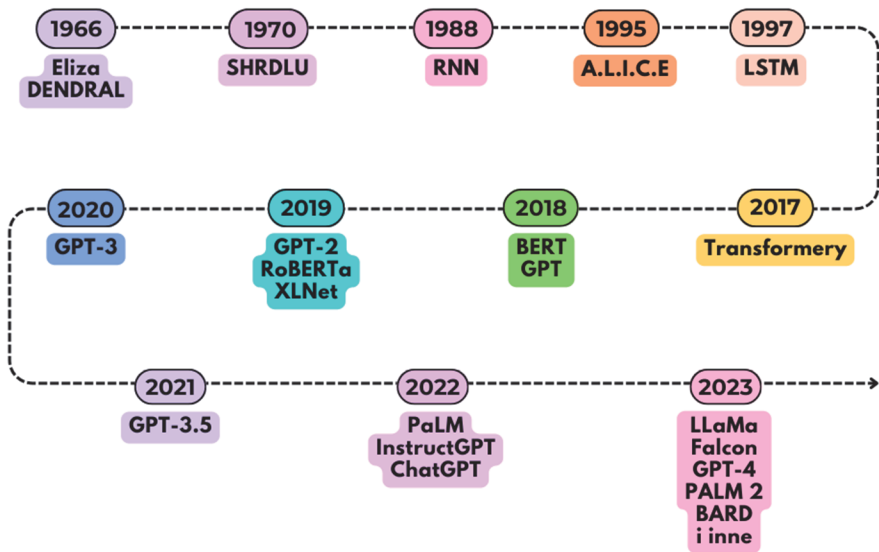 1966
Eliza
DENDRAL
1970
SHRDLU
1988
RNN
1995
A.L.I.C.E
1997
LSTM
2020
GPT-3
2019
GPT-2
RoBERTa
XLNet
2018
BERT
GPT
2017
Transformery
2021
GPT-3.5
2022
PaLM
InstructGPT
ChatGPT
2023
LLaMa
Falcon
GPT-4
PALM 2
BARD
i inne